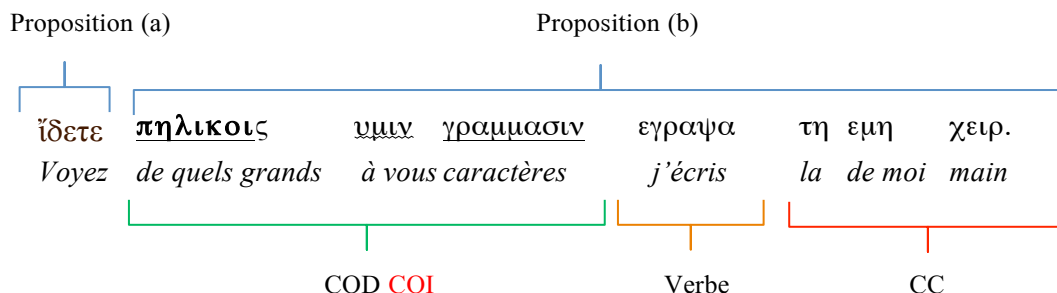 Proposition (a) Proposition (b)
ἴδετε πηλικοις υμιν γραμμασιν εγραψα τη εμη χειρ.
Voyez de quels grands à vous caractères j’écris la de moi main
COD COI Verbe CC